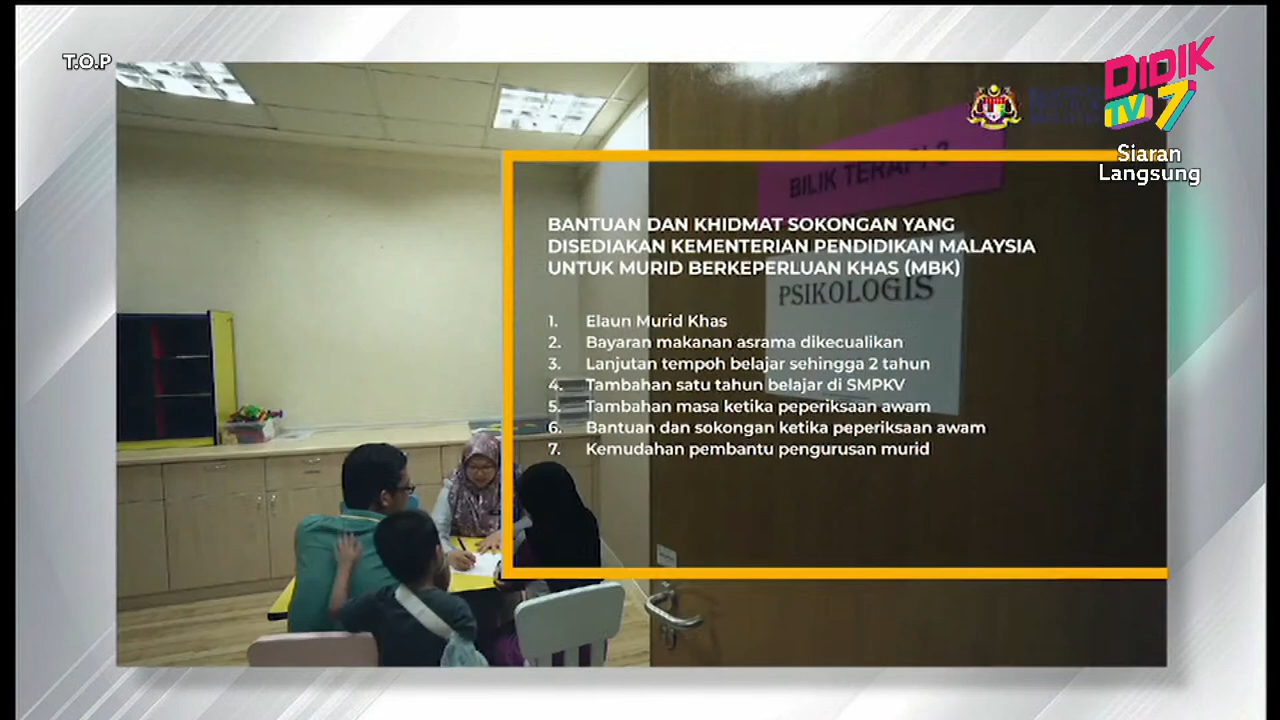 T.O.P
DIDIK
TV 7
Siaran
Langsung
BILIK TERAPI 3
BANTUAN DAN KHIDMAT SOKONGAN YANG
DISEDIAKAN KEMENTERIAN PENDIDIKAN MALAYSIA
UNTUK MURID BERKEPERLUAN KHAS (MBK)
PSIKOLOGIS
1. Elaun Murid Khas
2. Bayaran makanan asrama dikecualikan
3. Lanjutan tempoh belajar sehingga 2 tahun
4. Tambahan satu tahun belajar di SMPKV
5. Tambahan masa ketika peperiksaan awam
6. Bantuan dan sokongan ketika peperiksaan awam
7. Kemudahan pembantu pengurusan murid